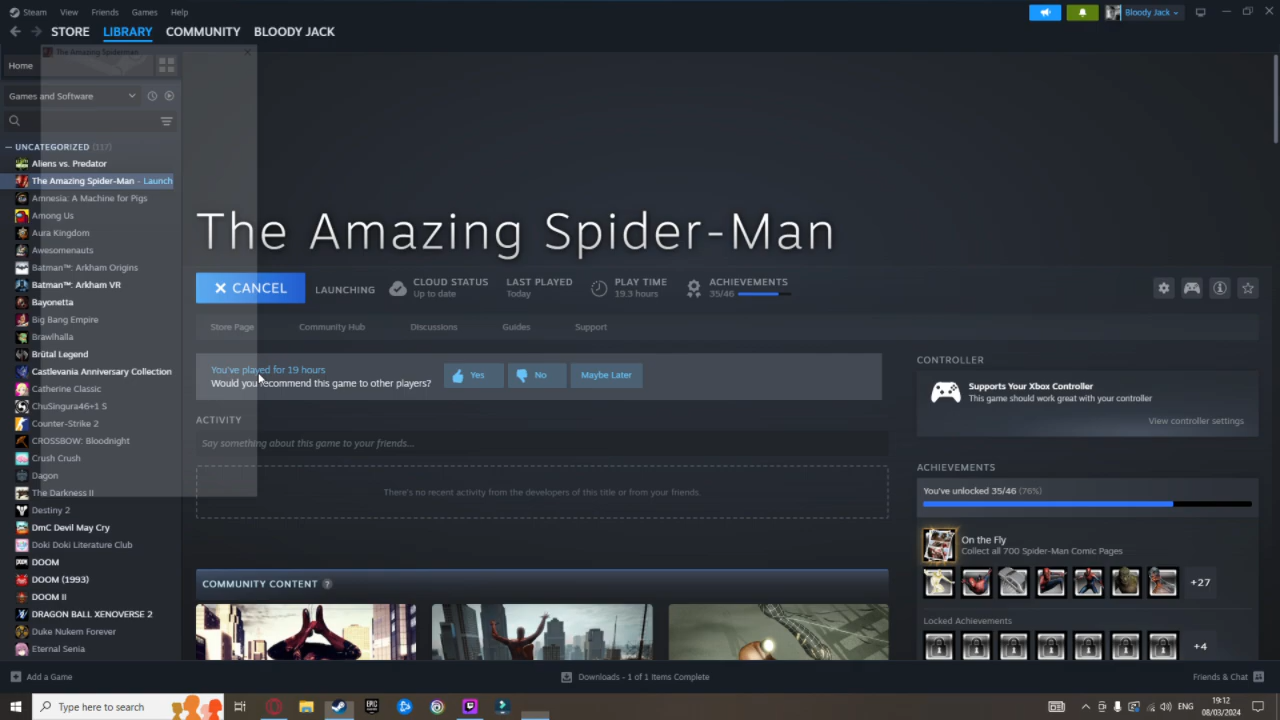 Steam View Friends Games Help
Bloody Jack
STORE LIBRARY COMMUNITY BLOODY JACK
The Amazing Spiderman
Home
Games and Software
UNCATEGORIZED (117)
Aliens vs. Predator
The Amazing Spider-Man - Launch
Amnesia: A Machine for Pigs
Among Us
Aura Kingdom
Awesomenauts
Batman™: Arkham Origins
Batman™: Arkham VR
Bayonetta
Big Bang Empire
Brawlhalla
Brütal Legend
Castlevania Anniversary Collection
Catherine Classic
ChuSingura46+1 S
Counter-Strike 2
CROSSBOW: Bloodnight
Crush Crush
Dagon
The Darkness II
Destiny 2
DmC Devil May Cry
Doki Doki Literature Club
DOOM
DOOM (1993)
DOOM II
DRAGON BALL XENOVERSE 2
Duke Nukem Forever
Eternal Senia
The Amazing Spider-Man
CANCEL
LAUNCHING
CLOUD STATUS
Up to date
LAST PLAYED
Today
PLAY TIME
19.3 hours
ACHIEVEMENTS
35/46
Store Page Community Hub Discussions Guides Support
You've played for 19 hours
Would you recommend this game to other players?
Yes No Maybe Later
ACTIVITY
Say something about this game to your friends...
There's no recent activity from the developers of this title or from your friends.
COMMUNITY CONTENT ?
CONTROLLER
Supports Your Xbox Controller
This game should work great with your controller
View controller settings
ACHIEVEMENTS
You've unlocked 35/46 (76%)
On the Fly
Collect all 700 Spider-Man Comic Pages
+27
Locked Achievements
+4
Add a Game
Downloads - 1 of 1 Items Complete
Friends & Chat
Type here to search
EPIC GAMES
ENG
19:12
08/03/2024